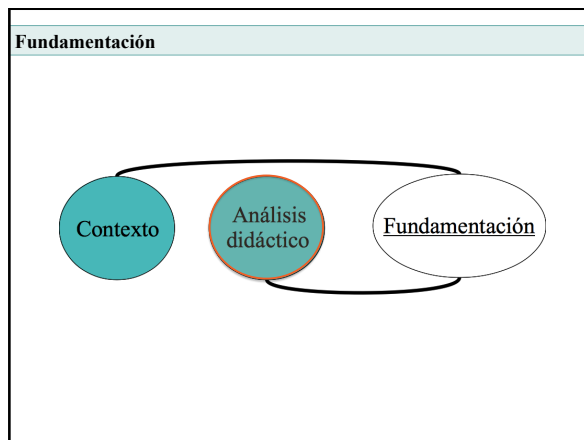 Fundamentación
Contexto
Análisis
didáctico
Fundamentación